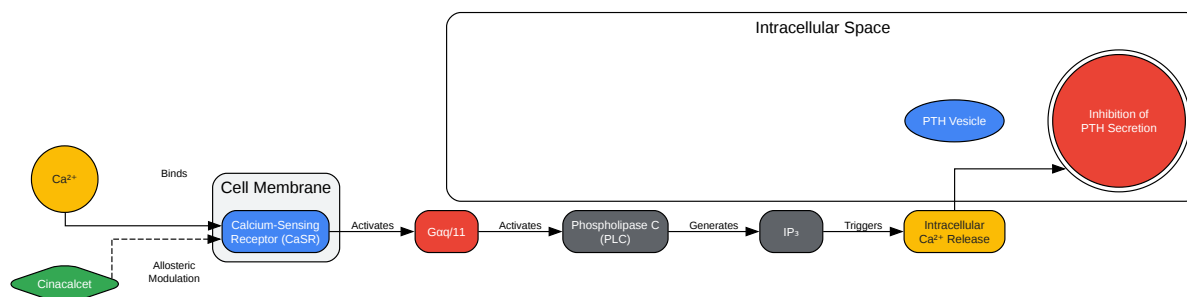 Intracellular Space
PTH Vesicle
Inhibition of
PTH Secretion
Ca²⁺
Binds
Cell Membrane
Calcium-Sensing
Receptor (CaSR)
Activates
Gαq/11
Activates
Phospholipase C
(PLC)
Generates
IP₃
Triggers
Intracellular
Ca²⁺ Release
Allosteric
Modulation
Cinacalcet